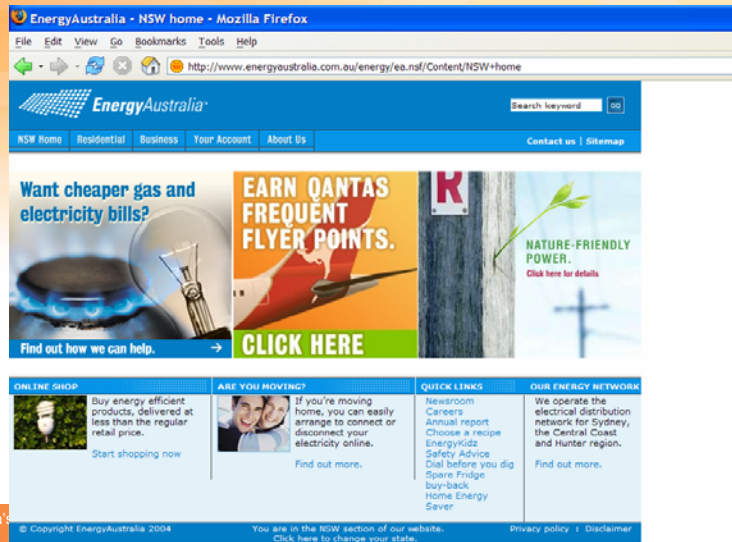 EnergyAustralia - NSW home - Mozilla Firefox
File Edit View Go Bookmarks Tools Help
http://www.energyaustralia.com.au/energy/ea.nsf/Content/NSW+home
EnergyAustralia
Search keyword GO
NSW Home Residential Business Your Account About Us
Contact us | Sitemap
Want cheaper gas and
electricity bills?
Find out how we can help.
EARN QANTAS
FREQUENT
FLYER POINTS.
CLICK HERE
R
NATURE-FRIENDLY
POWER.
Click here for details
ONLINE SHOP
Buy energy efficient
products, delivered at
less than the regular
retail price.
Start shopping now
ARE YOU MOVING?
If you're moving
home, you can easily
arrange to connect or
disconnect your
electricity online.
Find out more.
QUICK LINKS
Newsroom
Careers
Annual report
Choose a recipe
EnergyKidz
Safety Advice
Dial before you dig
Spare Fridge
buy-back
Home Energy
Saver
OUR ENERGY NETWORK
We operate the
electrical distribution
network for Sydney,
the Central Coast
and Hunter region.
Find out more.
© Copyright EnergyAustralia 2004
You are in the NSW section of our website.
Click here to change your state.
Privacy policy : Disclaimer